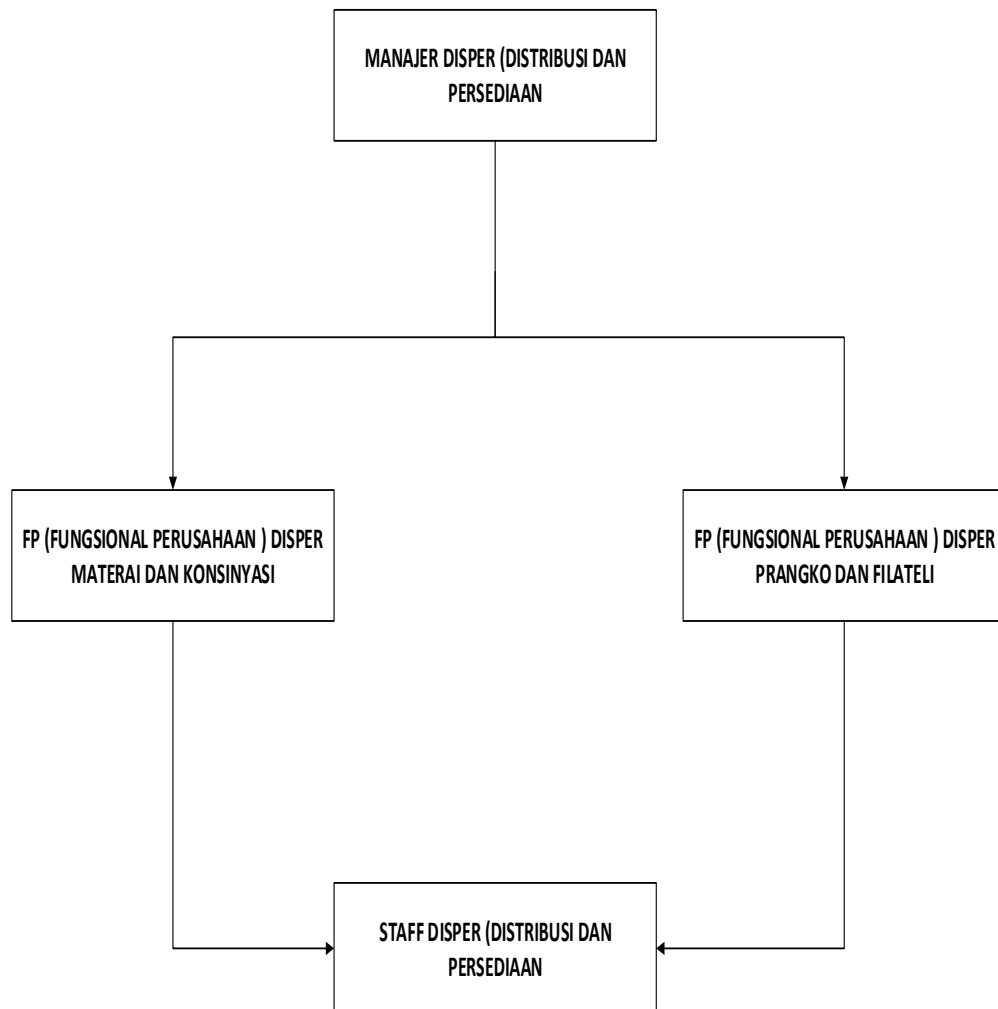 MANAJER DISPER (DISTRIBUSI DAN
PERSEDIAAN
FP (FUNGSIONAL PERUSAHAAN ) DISPER
MATERAI DAN KONSINYASI
FP (FUNGSIONAL PERUSAHAAN ) DISPER
PRANGKO DAN FILATELI
STAFF DISPER (DISTRIBUSI DAN
PERSEDIAAN